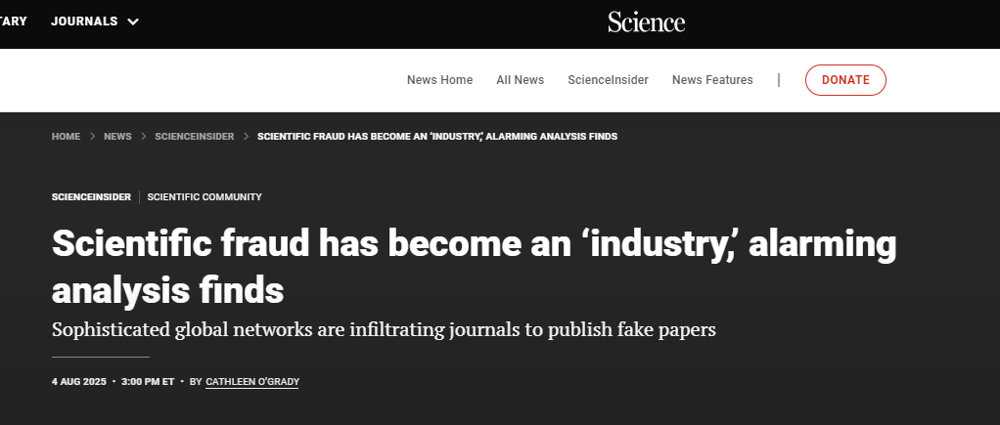 TARY JOURNALS Science
News Home All News ScienceInsider News Features | DONATE
HOME > NEWS > SCIENCEINSIDER > SCIENTIFIC FRAUD HAS BECOME AN ‘INDUSTRY,’ ALARMING ANALYSIS FINDS
SCIENCEINSIDER | SCIENTIFIC COMMUNITY
Scientific fraud has become an ‘industry,’ alarming
analysis finds
Sophisticated global networks are infiltrating journals to publish fake papers
4 AUG 2025 • 3:00 PM ET • BY CATHLEEN O’GRADY